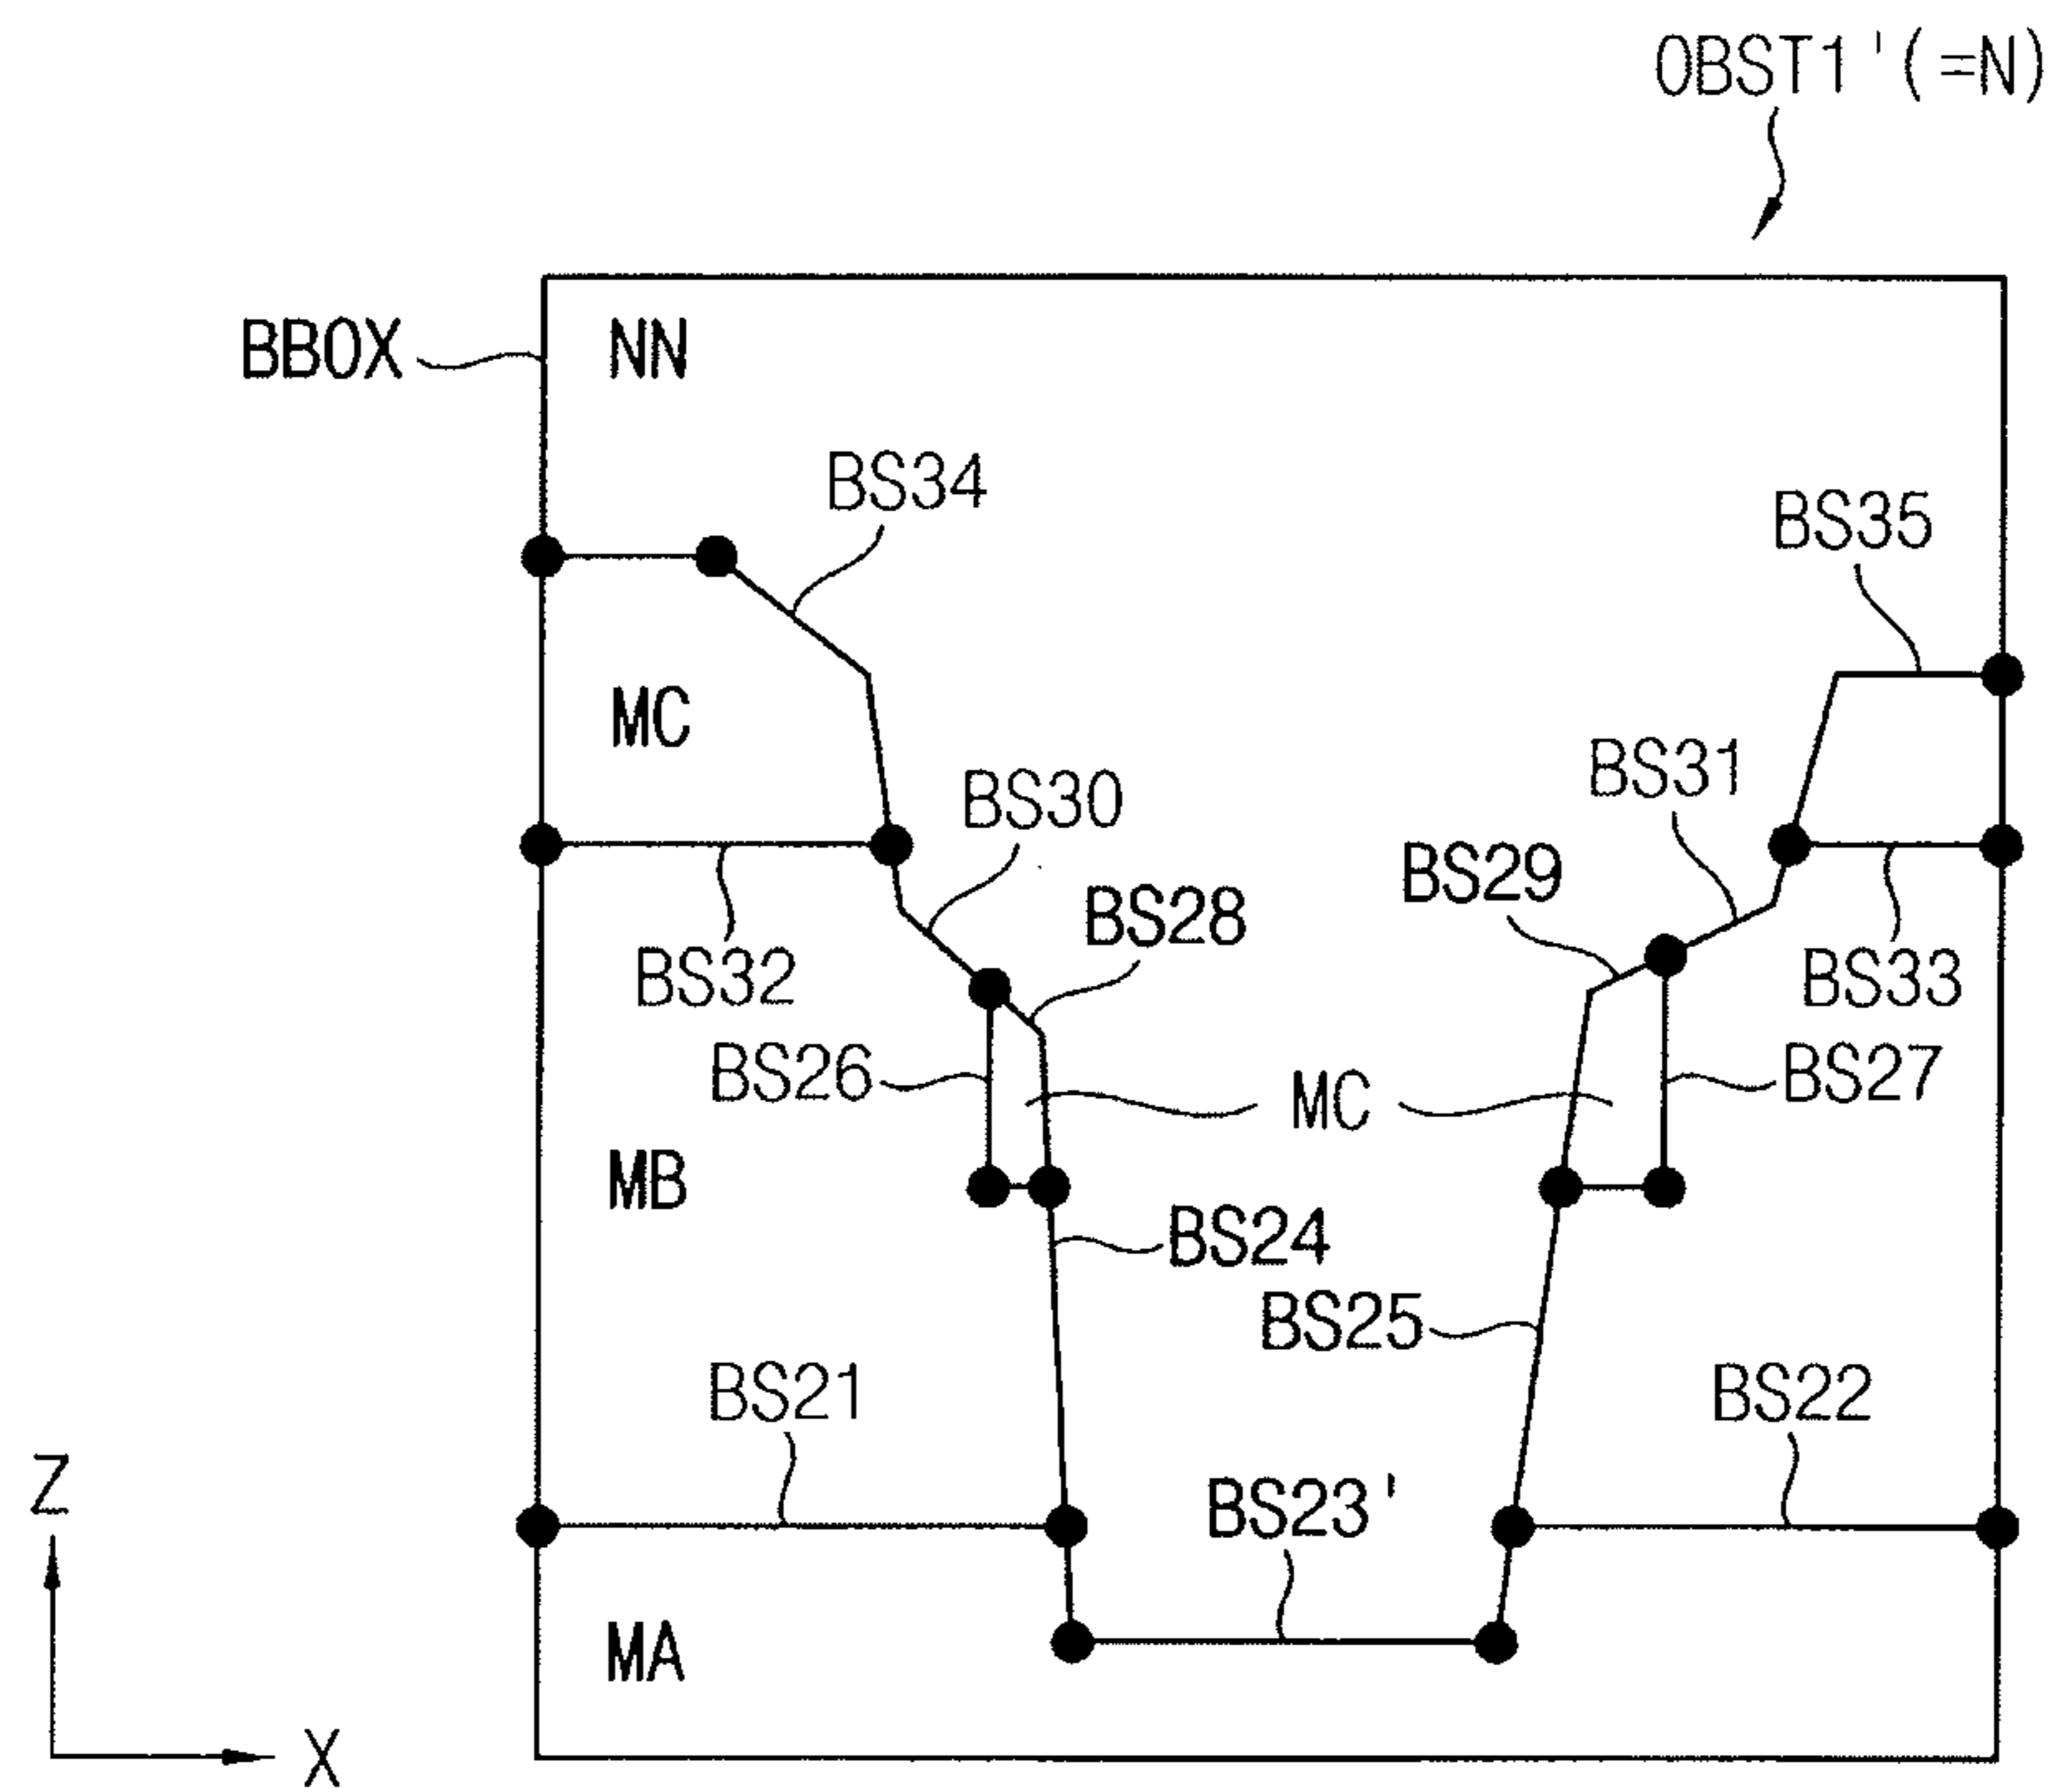 OBST1'(=N)
BBOX
NN
BS34
BS35
MC
BS31
BS30
BS29
BS28
BS32
BS33
BS26
MC
BS27
MB
BS24
BS25
BS21
BS22
Z
BS23'
MA
X